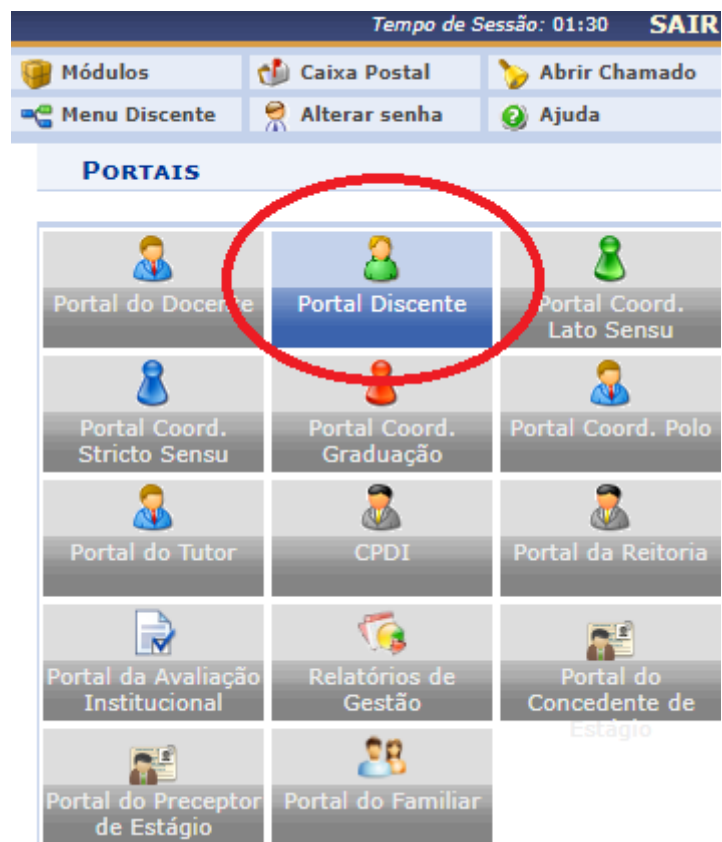 Tempo de Sessão: 01:30 SAIR
Módulos Caixa Postal Abrir Chamado
Menu Discente Alterar senha Ajuda
PORTAIS
Portal do Docente
Portal Discente
Portal Coord.
Lato Sensu
Portal Coord.
Stricto Sensu
Portal Coord.
Graduação
Portal Coord. Polo
Portal do Tutor
CPDI
Portal da Reitoria
Portal da Avaliação
Institucional
Relatórios de
Gestão
Portal do
Concedente de
Estágio
Portal do Preceptor
de Estágio
Portal do Familiar